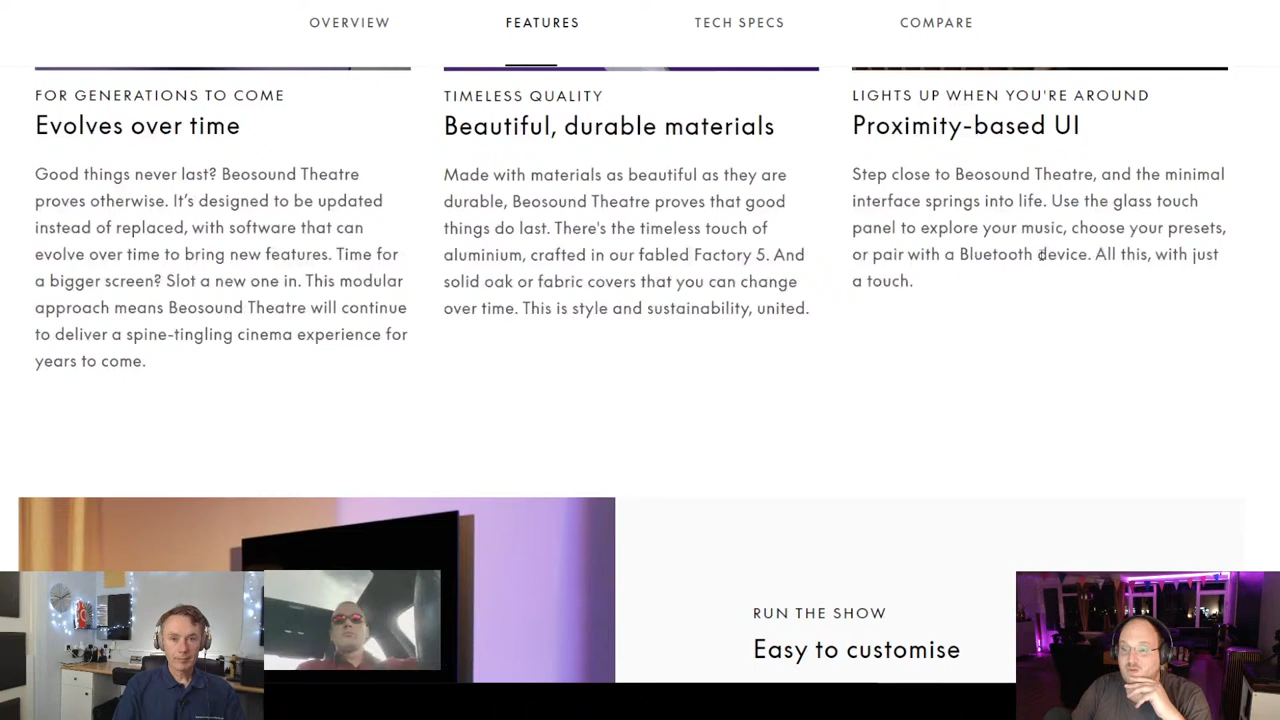 OVERVIEW
FEATURES
TECH SPECS
COMPARE
FOR GENERATIONS TO COME
Evolves over time
Good things never last? Beosound Theatre
proves otherwise. It’s designed to be updated
instead of replaced, with software that can
evolve over time to bring new features. Time for
a bigger screen? Slot a new one in. This modular
approach means Beosound Theatre will continue
to deliver a spine-tingling cinema experience for
years to come.
TIMELESS QUALITY
Beautiful, durable materials
Made with materials as beautiful as they are
durable, Beosound Theatre proves that good
things do last. There's the timeless touch of
aluminium, crafted in our fabled Factory 5. And
solid oak or fabric covers that you can change
over time. This is style and sustainability, united.
LIGHTS UP WHEN YOU'RE AROUND
Proximity-based UI
Step close to Beosound Theatre, and the minimal
interface springs into life. Use the glass touch
panel to explore your music, choose your presets,
or pair with a Bluetooth device. All this, with just
a touch.
RUN THE SHOW
Easy to customise